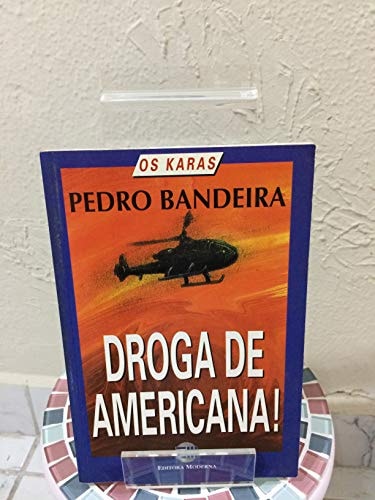 OS KARAS
PEDRO BANDEIRA
DROGA DE
AMERICANA!
EDITORA MODERNA